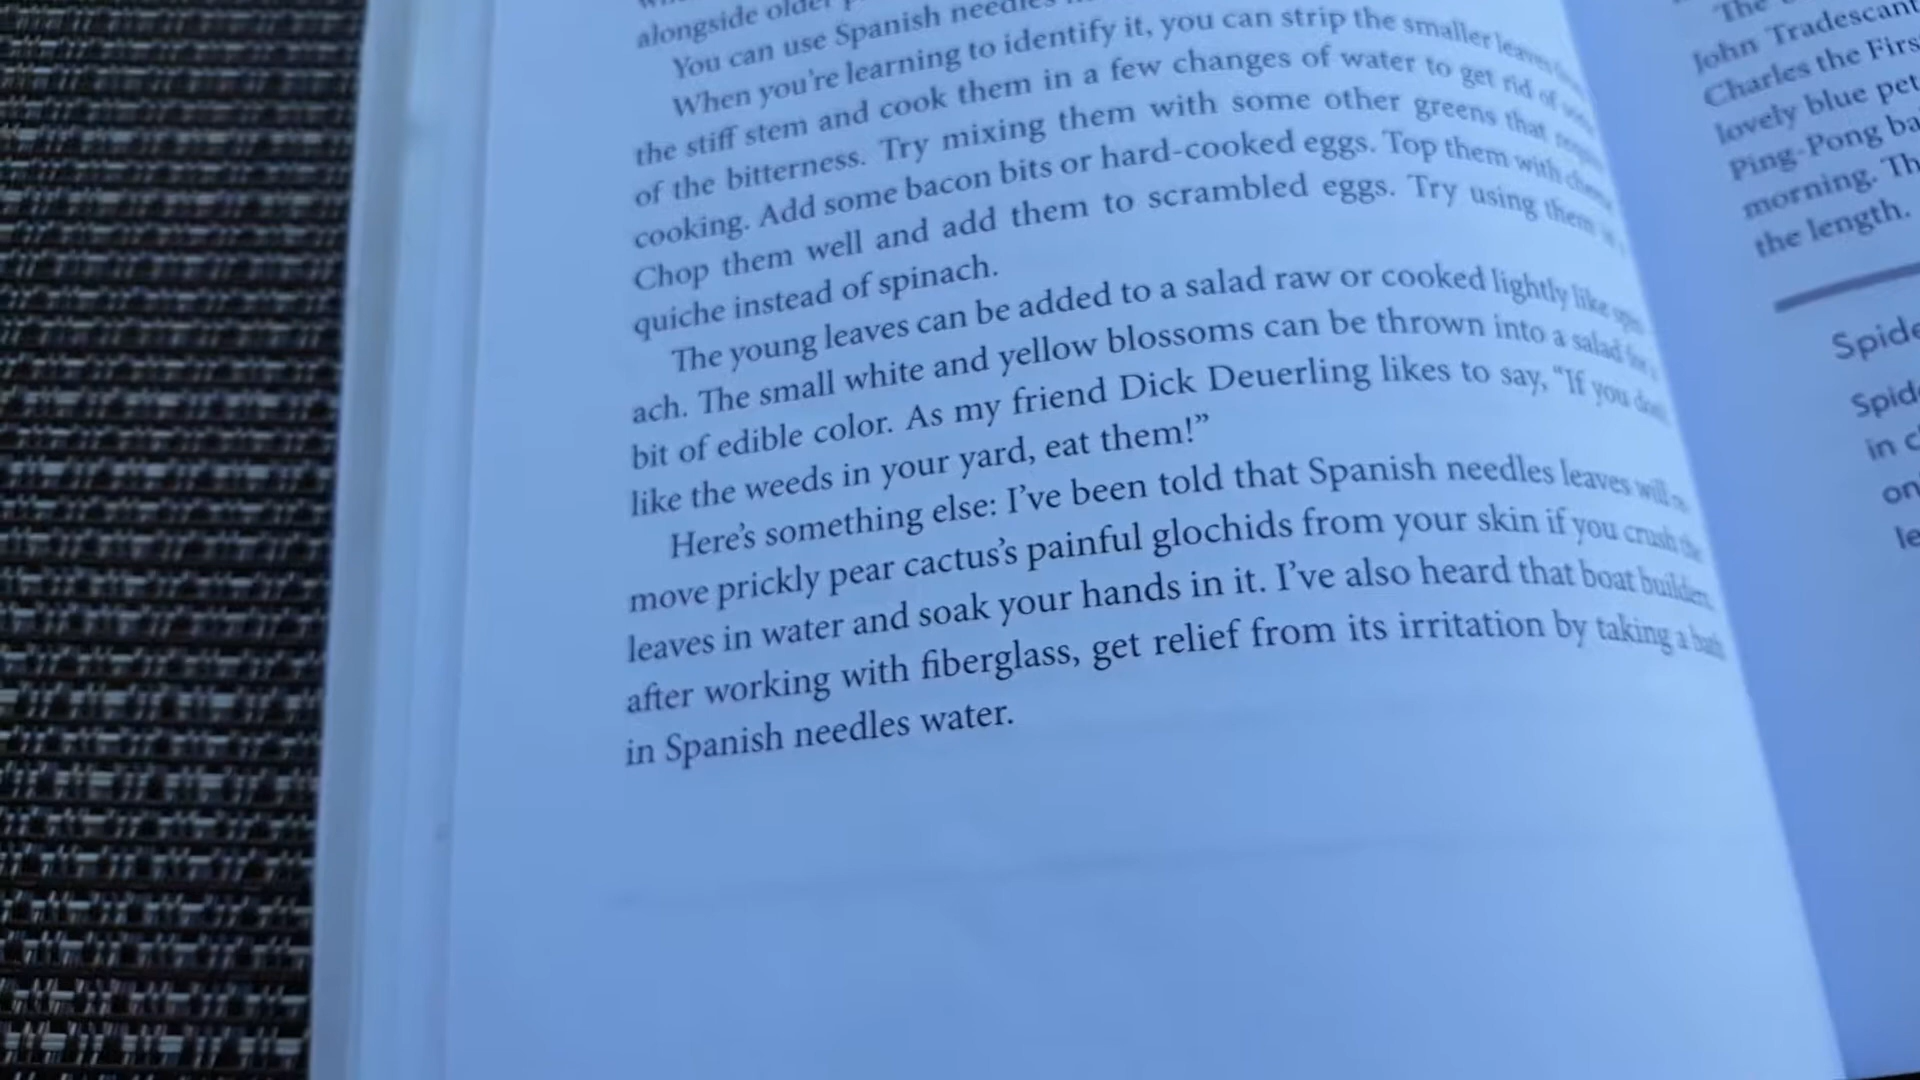 alongside older
You can use Spanish needles
When you're learning to identify it, you can strip the smaller leaves
the stiff stem and cook them in a few changes of water to get rid of
of the bitterness. Try mixing them with some other greens that
cooking. Add some bacon bits or hard-cooked eggs. Top them with
Chop them well and add them to scrambled eggs. Try using them
quiche instead of spinach.
The young leaves can be added to a salad raw or cooked lightly like
ach. The small white and yellow blossoms can be thrown into a salad for a
bit of edible color. As my friend Dick Deuerling likes to say, “If you don't
like the weeds in your yard, eat them!”
Here's something else: I've been told that Spanish needles leaves will
move prickly pear cactus's painful glochids from your skin if you crush the
leaves in water and soak your hands in it. I've also heard that boat builders,
after working with fiberglass, get relief from its irritation by taking a bath
in Spanish needles water.
The
John Tradescant
Charles the Firs
lovely blue pet
Ping-Pong ba
morning. Th
the length.
Spide
Spid
in c
on
le